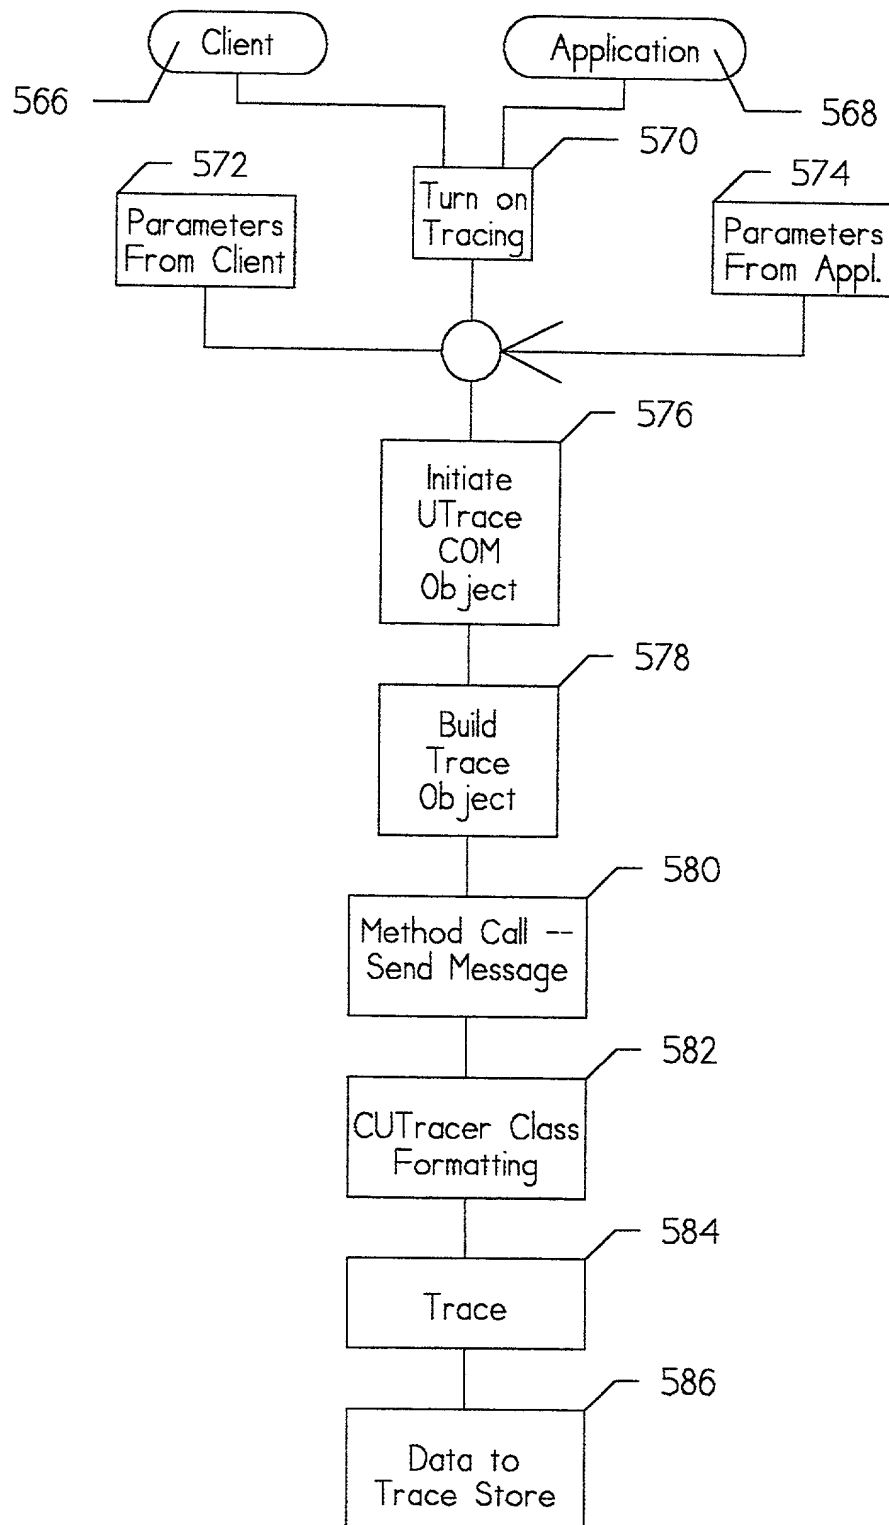 Client
Application
566
568
570
572
574
Turn on
Tracing
Parameters
From Client
Parameters
From Appl.
576
Initiate
UTrace
COM
Object
578
Build
Trace
Object
580
Method Call --
Send Message
582
CUTracer Class
Formatting
584
Trace
586
Data to
Trace Store